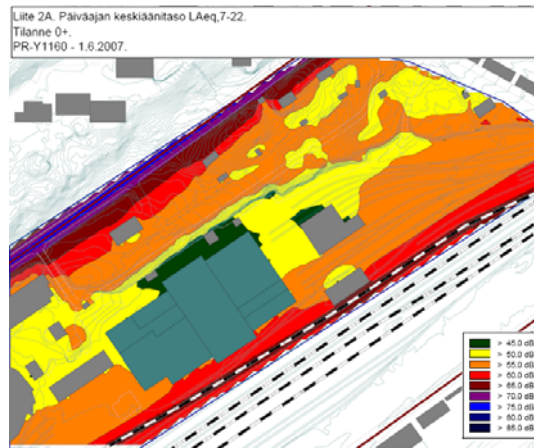 Liite 2A. Päiväajan keskiäänitaso LAeq,7-22.
Tilanne 0+.
PR-Y1160 - 1.6.2007.
> 45.0 dB
> 50.0 dB
> 55.0 dB
> 60.0 dB
> 65.0 dB
> 70.0 dB
> 75.0 dB
> 80.0 dB
> 85.0 dB